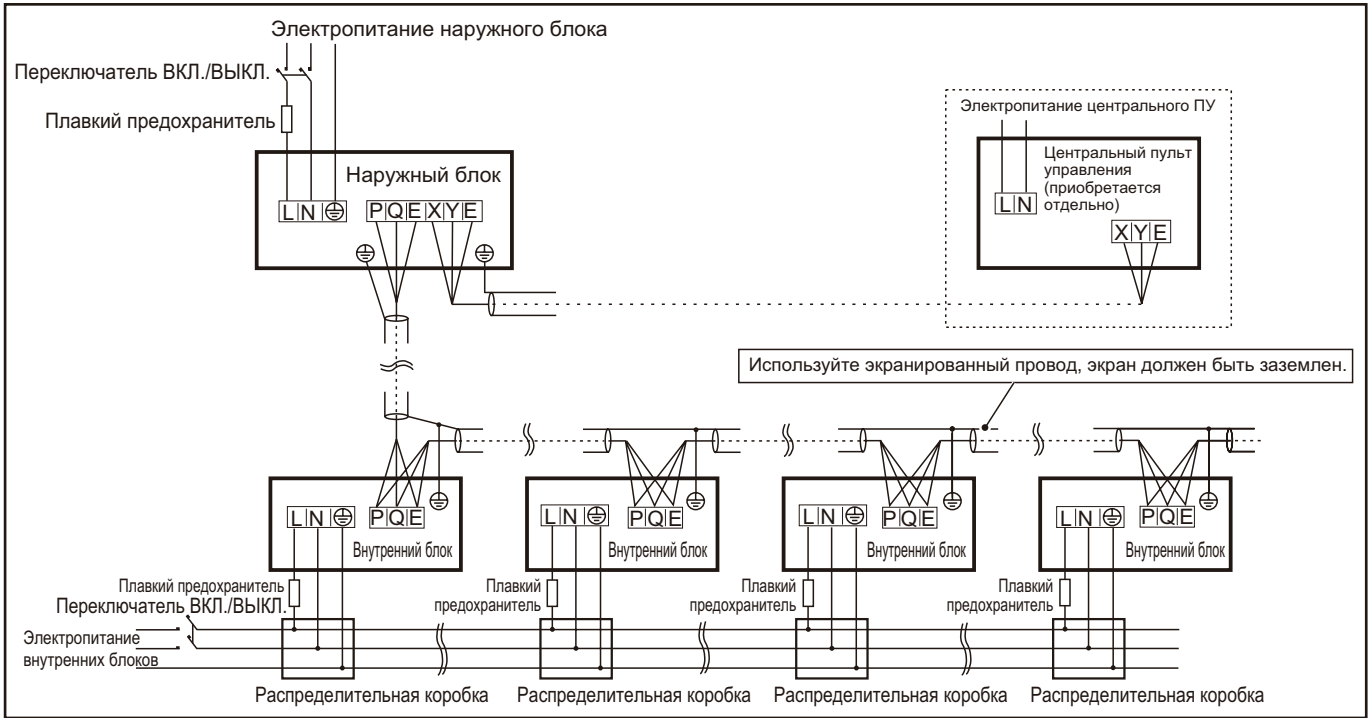 Электропитание наружного блока
Переключатель ВКЛ./ВЫКЛ.
Плавкий предохранитель
Наружный блок
L N
P Q E X Y E
Электропитание центрального ПУ
Центральный пульт
управления
(приобретается
отдельно)
L N
X Y E
Используйте экранированный провод, экран должен быть заземлен.
L N
P Q E
Внутренний блок
L N
P Q E
Внутренний блок
L N
P Q E
Внутренний блок
L N
P Q E
Внутренний блок
Плавкий предохранитель
Переключатель ВКЛ./ВЫКЛ.
Плавкий
предохранитель
Плавкий
предохранитель
Плавкий
предохранитель
Электропитание
внутренних блоков
Распределительная коробка
Распределительная коробка
Распределительная коробка
Распределительная коробка